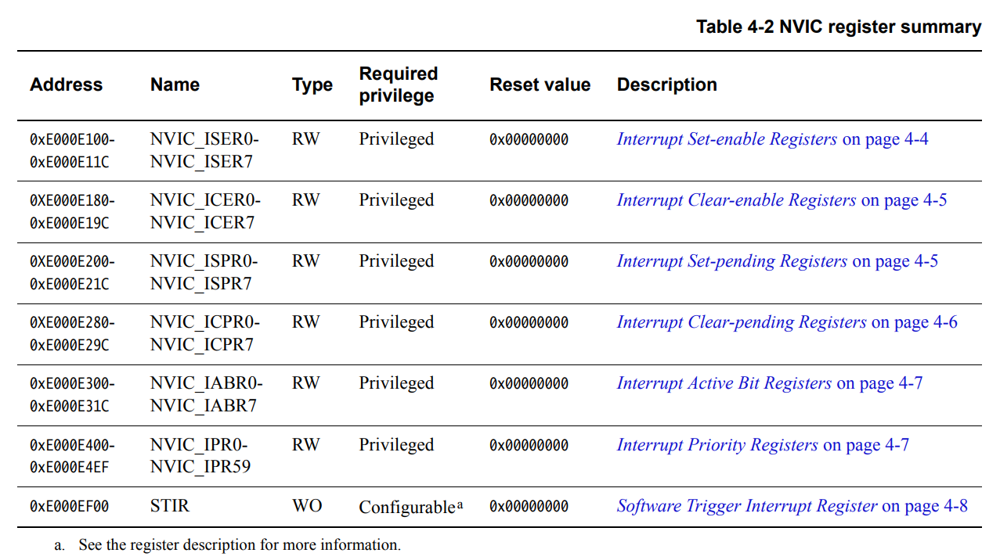 Table 4-2 NVIC register summary
Address Name Type Required privilege Reset value Description
0xE000E100- NVIC_ISER0- RW Privileged 0x00000000 Interrupt Set-enable Registers on page 4-4
0xE000E11C NVIC_ISER7
0XE000E180- NVIC_ICER0- RW Privileged 0x00000000 Interrupt Clear-enable Registers on page 4-5
0xE000E19C NVIC_ICER7
0XE000E200- NVIC_ISPR0- RW Privileged 0x00000000 Interrupt Set-pending Registers on page 4-5
0xE000E21C NVIC_ISPR7
0XE000E280- NVIC_ICPR0- RW Privileged 0x00000000 Interrupt Clear-pending Registers on page 4-6
0xE000E29C NVIC_ICPR7
0xE000E300- NVIC_IABR0- RW Privileged 0x00000000 Interrupt Active Bit Registers on page 4-7
0xE000E31C NVIC_IABR7
0xE000E400- NVIC_IPR0- RW Privileged 0x00000000 Interrupt Priority Registers on page 4-7
0xE000E4EF NVIC_IPR59
0xE000EF00 STIR WO Configurable a 0x00000000 Software Trigger Interrupt Register on page 4-8
a. See the register description for more information.